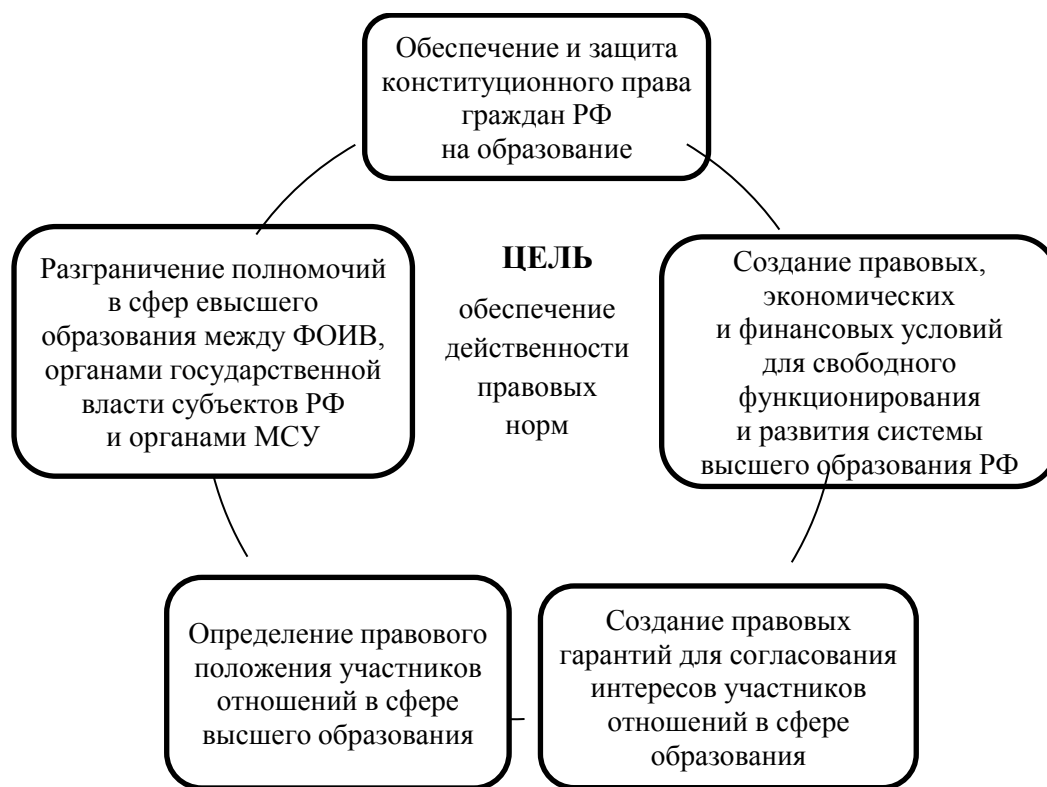 Обеспечение и защита
конституционного права
граждан РФ
на образование
Разграничение полномочий
в сфер евысшего
образования между ФОИВ,
органами государственной
власти субъектов РФ
и органами МСУ
ЦЕЛЬ
обеспечение
действенности
правовых
норм
Создание правовых,
экономических
и финансовых условий
для свободного
функционирования
и развития системы
высшего образования РФ
Определение правового
положения участников
отношений в сфере
высшего образования
Создание правовых
гарантий для согласования
интересов участников
отношений в сфере
образования